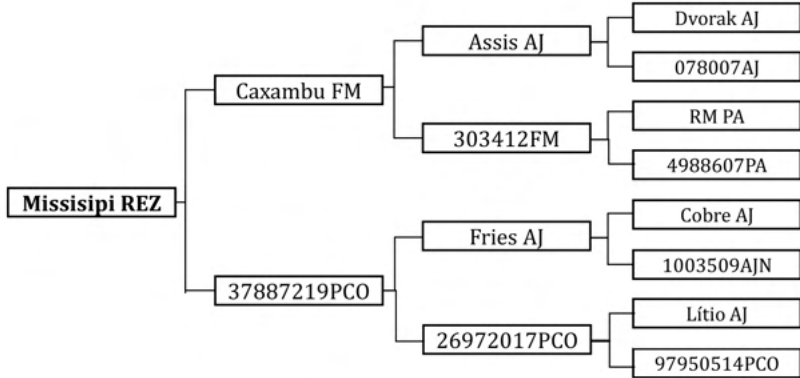 Dvorak AJ
Assis AJ
078007AJ
Caxambu FM
RM PA
303412FM
4988607PA
Missisipi REZ
Cobre AJ
Fries AJ
1003509AJN
37887219PCO
Lítio AJ
26972017PCO
97950514PCO